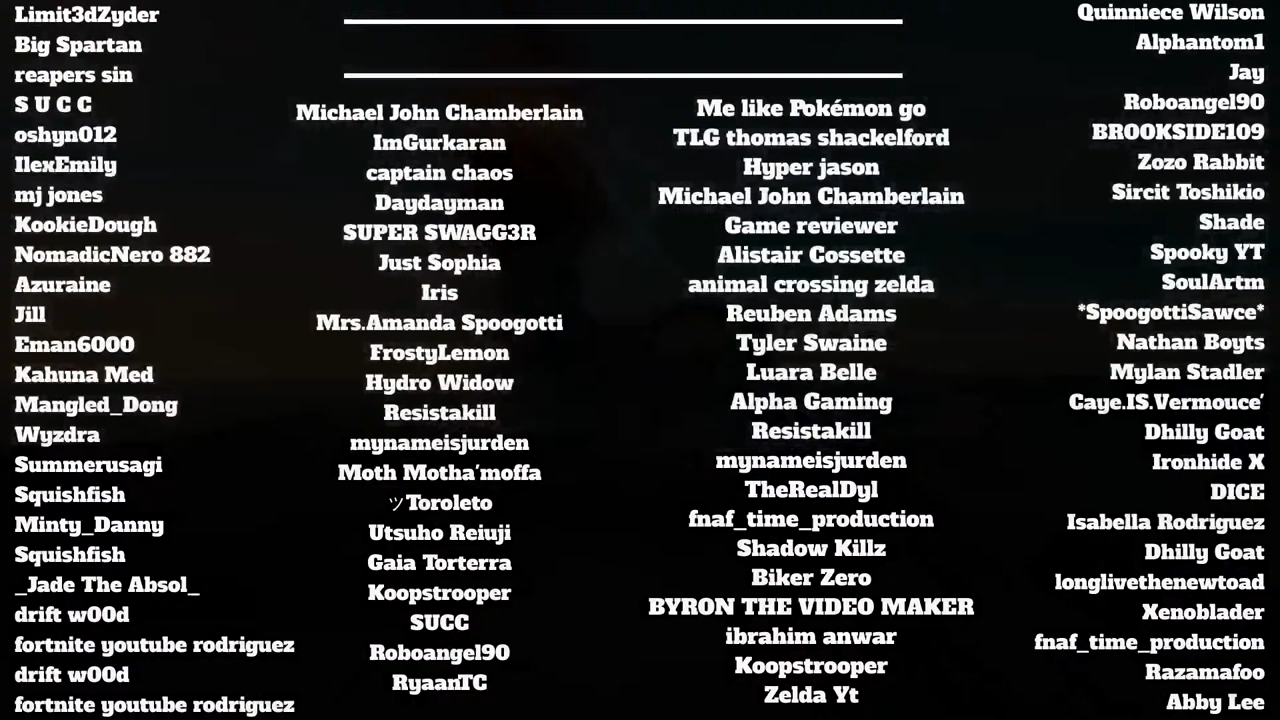 Limit3dZyder
Big Spartan
reapers sin
S U C C
oshyn012
IlexEmily
mj jones
KookieDough
NomadicNero 882
Azuraine
Jill
Eman6000
Kahuna Med
Mangled_Dong
Wyzdra
Summerusagi
Squishfish
Minty_Danny
Squishfish
_Jade The Absol_
drift w00d
fortnite youtube rodriguez
drift w00d
fortnite youtube rodriguez
Michael John Chamberlain
ImGurkaran
captain chaos
Daydayman
SUPER SWAGG3R
Just Sophia
Iris
Mrs.Amanda Spoogotti
FrostyLemon
Hydro Widow
Resistakill
mynameisjurden
Moth Motha'moffa
ッToroleto
Utsuho Reiuji
Gaia Torterra
Koopstrooper
SUCC
Roboangel90
RyaanTC
Me like Pokémon go
TLG thomas shackelford
Hyper jason
Michael John Chamberlain
Game reviewer
Alistair Cossette
animal crossing zelda
Reuben Adams
Tyler Swaine
Luara Belle
Alpha Gaming
Resistakill
mynameisjurden
TheRealDyl
fnaf_time_production
Shadow Killz
Biker Zero
BYRON THE VIDEO MAKER
ibrahim anwar
Koopstrooper
Zelda Yt
Quinniece Wilson
Alphantom1
Jay
Roboangel90
BROOKSIDE109
Zozo Rabbit
Sircit Toshikio
Shade
Spooky YT
SoulArtm
*SpoogottiSawce*
Nathan Boyts
Mylan Stadler
Caye.IS.Vermouce'
Dhilly Goat
Ironhide X
DICE
Isabella Rodriguez
Dhilly Goat
longlivethenewtoad
Xenoblader
fnaf_time_production
Razamafoo
Abby Lee